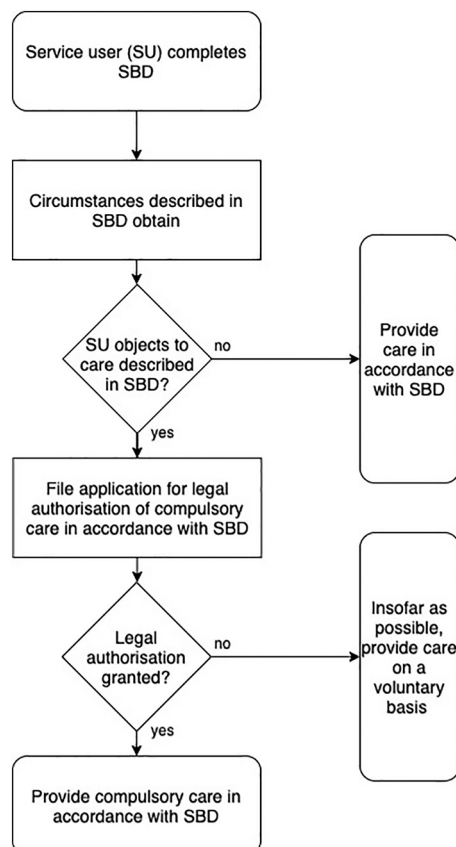 Service user (SU) completes
SBD
Circumstances described in
SBD obtain
SU objects to
care described
in SBD?
no
Provide
care in
accordance
with SBD
yes
File application for legal
authorisation of compulsory
care in accordance with SBD
Legal
authorisation
granted?
no
Insofar as
possible,
provide care
on a
voluntary
basis
yes
Provide compulsory care in
accordance with SBD